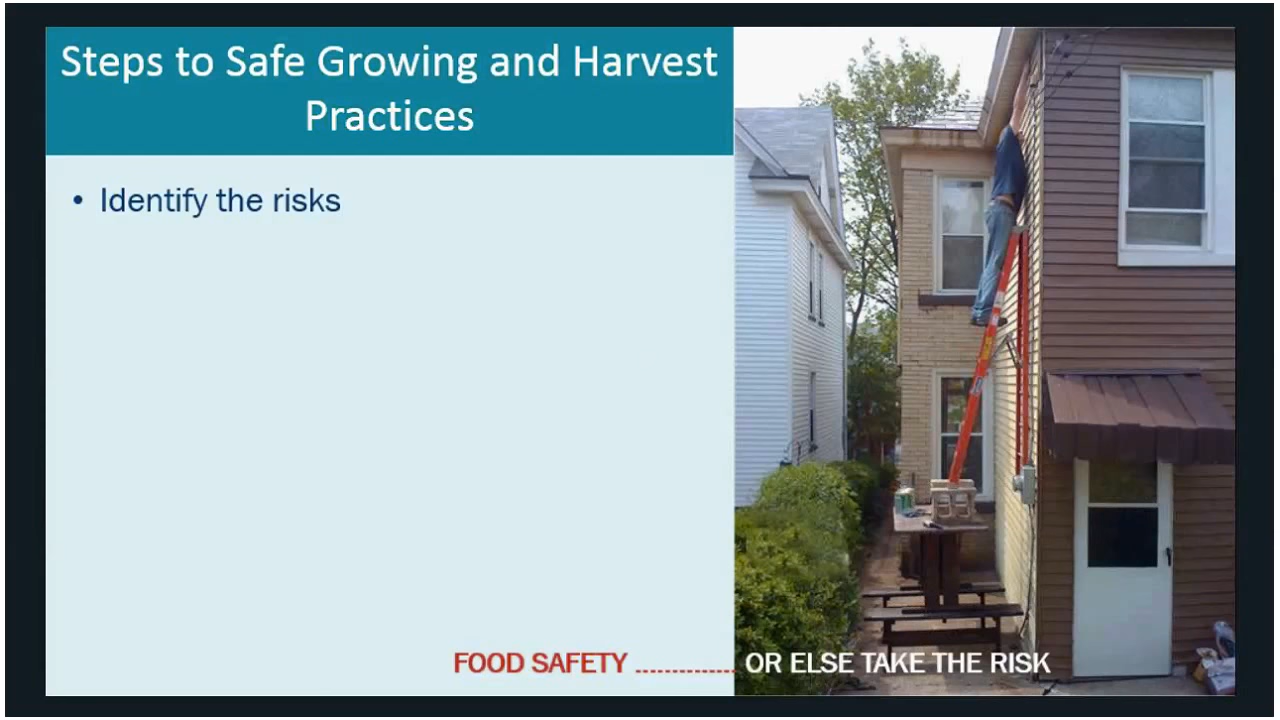 Steps to Safe Growing and Harvest
Practices
• Identify the risks
FOOD SAFETY .............. OR ELSE TAKE THE RISK